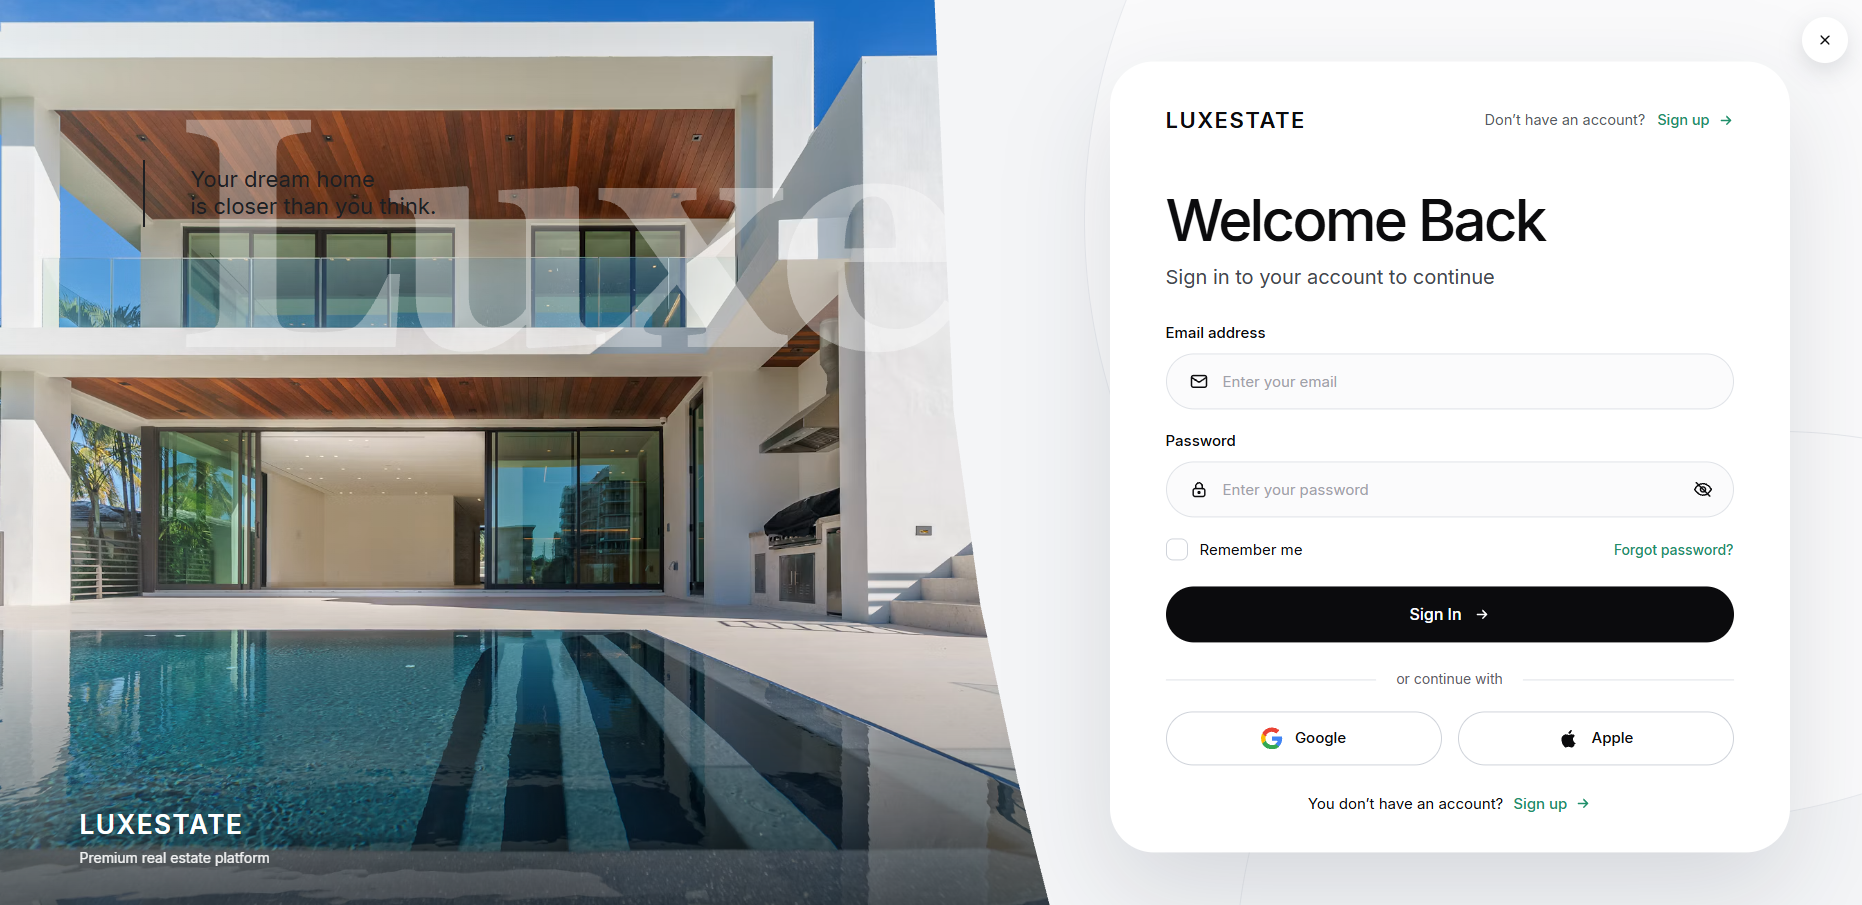 Luxe
Your dream home
is closer than you think.
LUXESTATE
Premium real estate platform
LUXESTATE
Don’t have an account? Sign up →
Welcome Back
Sign in to your account to continue
Email address
Enter your email
Password
Enter your password
Remember me
Forgot password?
Sign In →
or continue with
Google
Apple
You don’t have an account? Sign up →